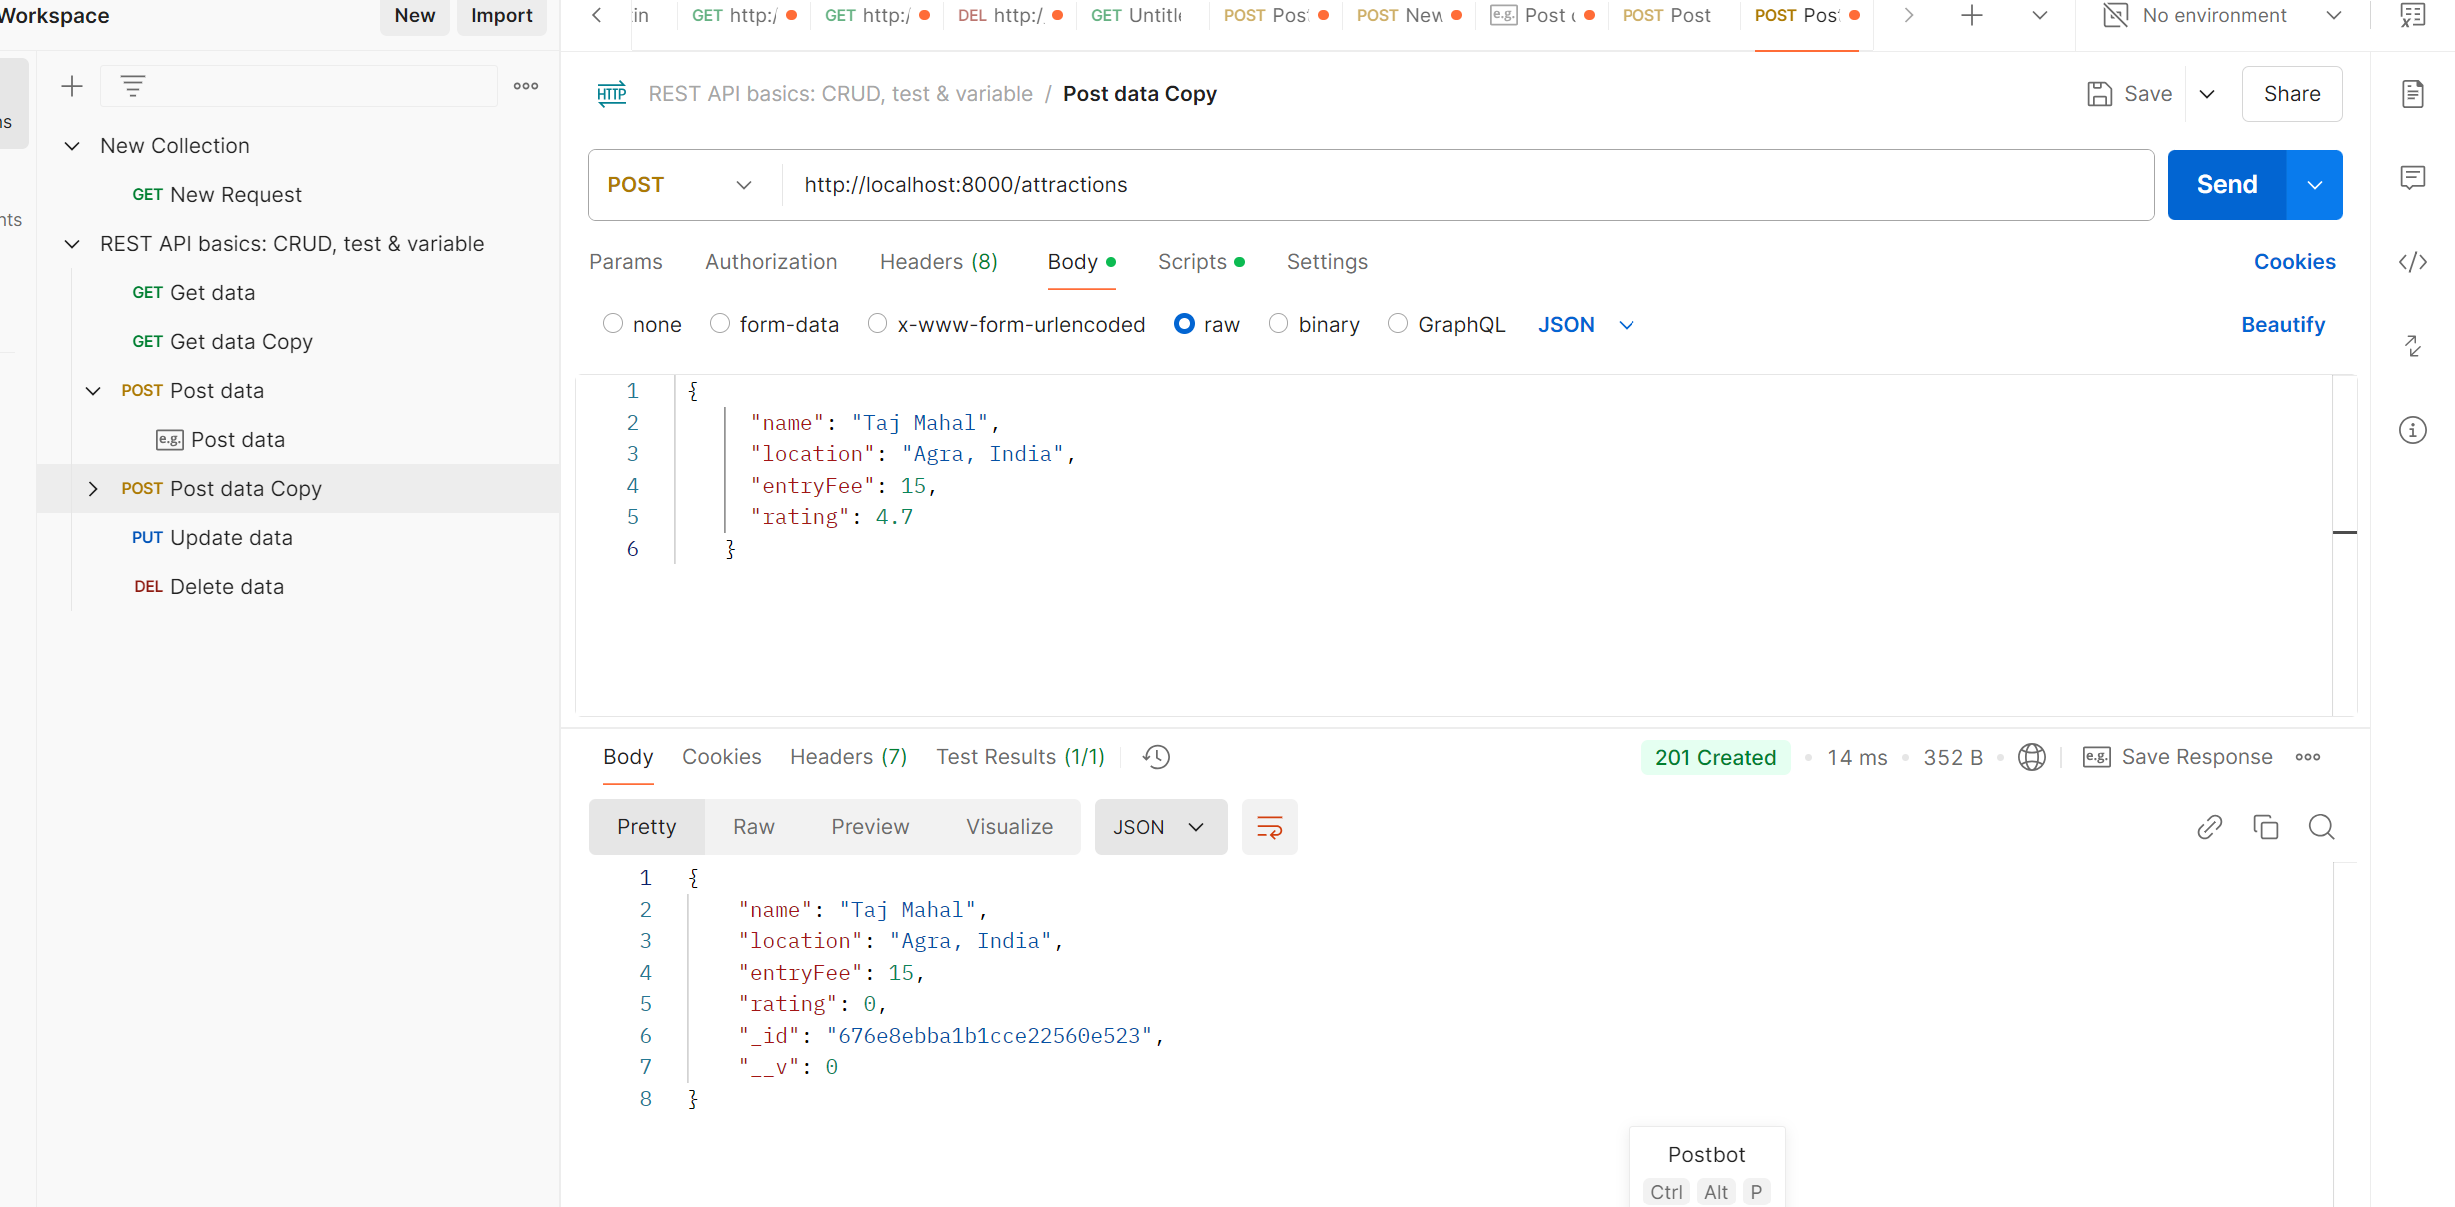 Workspace
New
Import
GET http:/
GET http:/
DEL http:/
GET Untitle
POST Pos
POST New
e.g. Post
POST Post
POST Pos
No environment
New Collection
GET New Request
REST API basics: CRUD, test & variable
GET Get data
GET Get data Copy
POST Post data
e.g. Post data
POST Post data Copy
PUT Update data
DEL Delete data
HTTP REST API basics: CRUD, test & variable / Post data Copy
Save
Share
POST http://localhost:8000/attractions
Send
Params Authorization Headers (8) Body Scripts Settings
Cookies
none form-data x-www-form-urlencoded raw binary GraphQL JSON
Beautify
1 {
2 "name": "Taj Mahal",
3 "location": "Agra, India",
4 "entryFee": 15,
5 "rating": 4.7
6 }
Body Cookies Headers (7) Test Results (1/1)
201 Created 14 ms 352 B e.g. Save Response
Pretty Raw Preview Visualize JSON
1 {
2 "name": "Taj Mahal",
3 "location": "Agra, India",
4 "entryFee": 15,
5 "rating": 0,
6 "_id": "676e8ebba1b1cce22560e523",
7 "__v": 0
8 }
Postbot
Ctrl Alt P